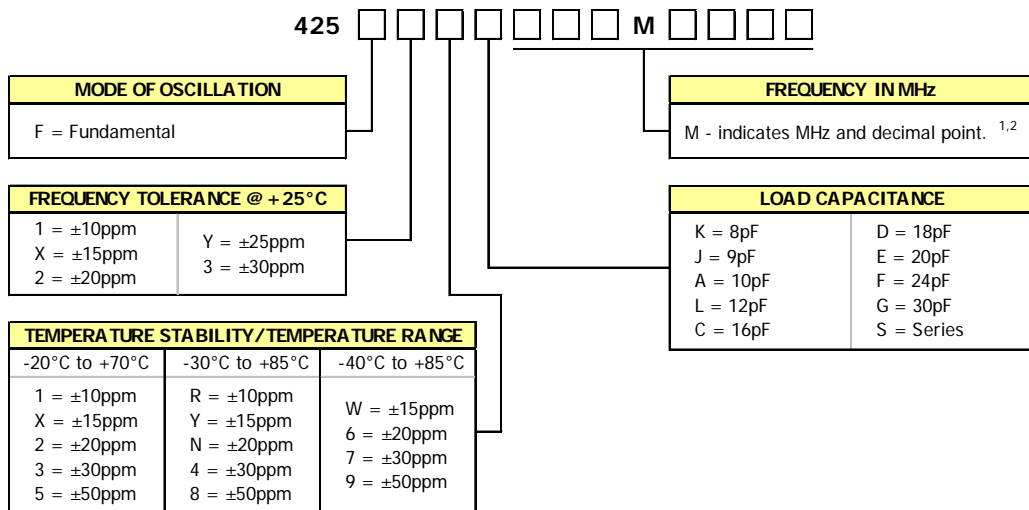 425 M
MODE OF OSCILLATION
F = Fundamental
FREQUENCY IN MHz
M - indicates MHz and decimal point. 1,2
FREQUENCY TOLERANCE @ +25°C
1 = ±10ppm
X = ±15ppm
2 = ±20ppm
Y = ±25ppm
3 = ±30ppm
LOAD CAPACITANCE
K = 8pF
J = 9pF
A = 10pF
L = 12pF
C = 16pF
D = 18pF
E = 20pF
F = 24pF
G = 30pF
S = Series
TEMPERATURE STABILITY/TEMPERATURE RANGE
-20°C to +70°C
1 = ±10ppm
X = ±15ppm
2 = ±20ppm
3 = ±30ppm
5 = ±50ppm
-30°C to +85°C
R = ±10ppm
Y = ±15ppm
N = ±20ppm
4 = ±30ppm
8 = ±50ppm
-40°C to +85°C
W = ±15ppm
6 = ±20ppm
7 = ±30ppm
9 = ±50ppm